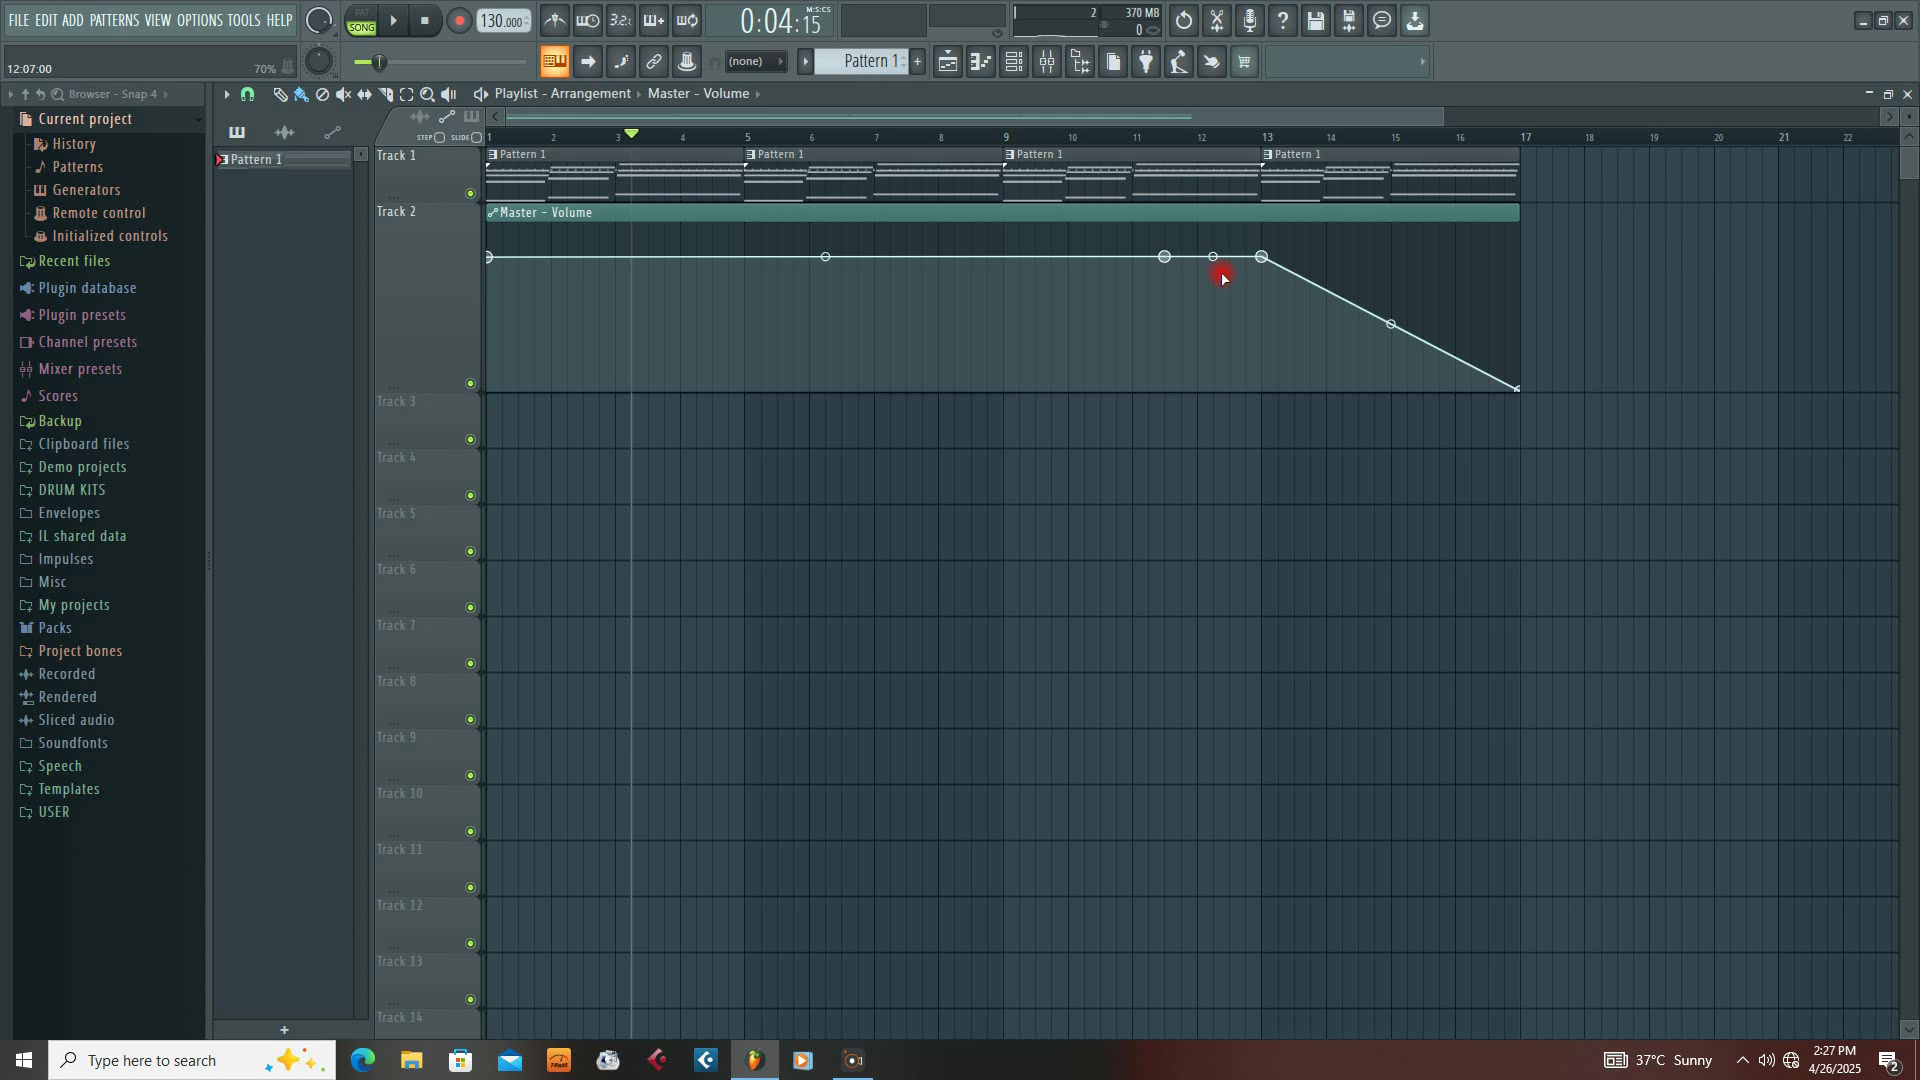 FILE EDIT ADD PATTERNS VIEW OPTIONS TOOLS HELP
PAT
SONG
130.000
3.2:
0:04:15
M:S:CS
2
370 MB
0
12:07:00
70%
(none)
Pattern 1
+
Browser - Snap 4
Playlist - Arrangement
Master - Volume
Current project
History
Patterns
Generators
Remote control
Initialized controls
Recent files
Plugin database
Plugin presets
Channel presets
Mixer presets
Scores
Backup
Clipboard files
Demo projects
DRUM KITS
Envelopes
IL shared data
Impulses
Misc
My projects
Packs
Project bones
Recorded
Rendered
Sliced audio
Soundfonts
Speech
Templates
USER
Pattern 1
+
STEP SLIDE
1 2 3 4 5 6 7 8 9 10 11 12 13 14 15 16 17 18 19 20 21 22
Track 1
Pattern 1 Pattern 1 Pattern 1 Pattern 1
Track 2
Master - Volume
Track 3
Track 4
Track 5
Track 6
Track 7
Track 8
Track 9
Track 10
Track 11
Track 12
Track 13
Track 14
Type here to search
37°C Sunny
2:27 PM
4/26/2025
2